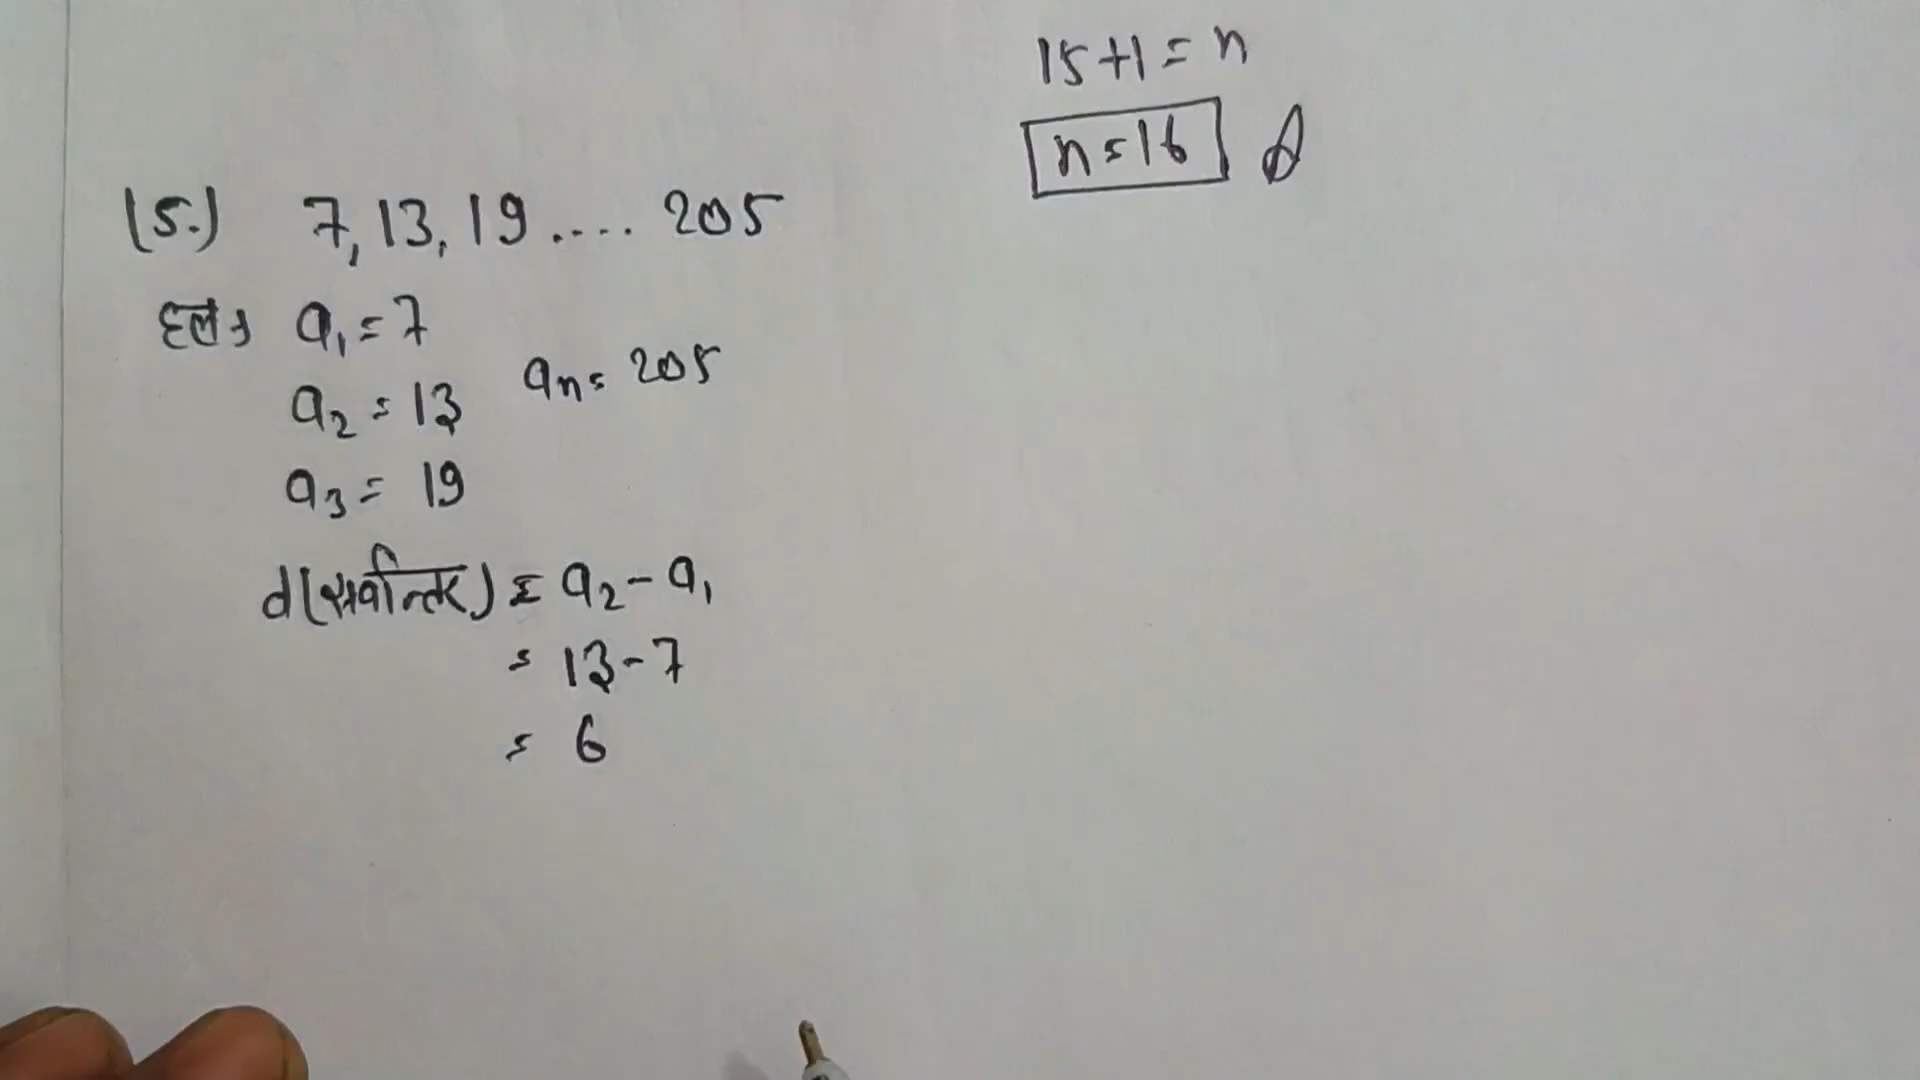 15+1=n
n=16
(5.) 7, 13, 19 .... 205
हल→ a₁=7
a₂=13 aₙ=205
a₃=19
d(सर्वान्तर)=a₂-a₁
=13-7
=6